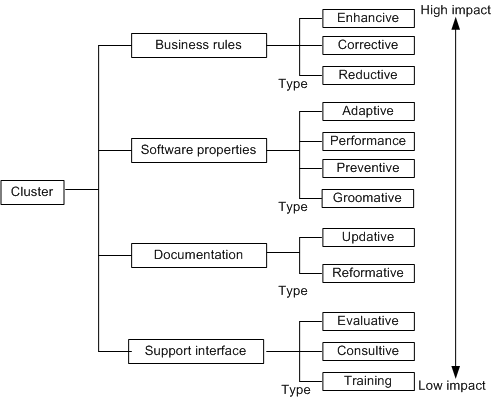 High impact
Enhancive
Business rules
Corrective
Reductive
Type
Adaptive
Performance
Software properties
Preventive
Cluster
Groomative
Type
Updative
Documentation
Reformative
Type
Evaluative
Support interface
Consultive
Training
Low impact
Type